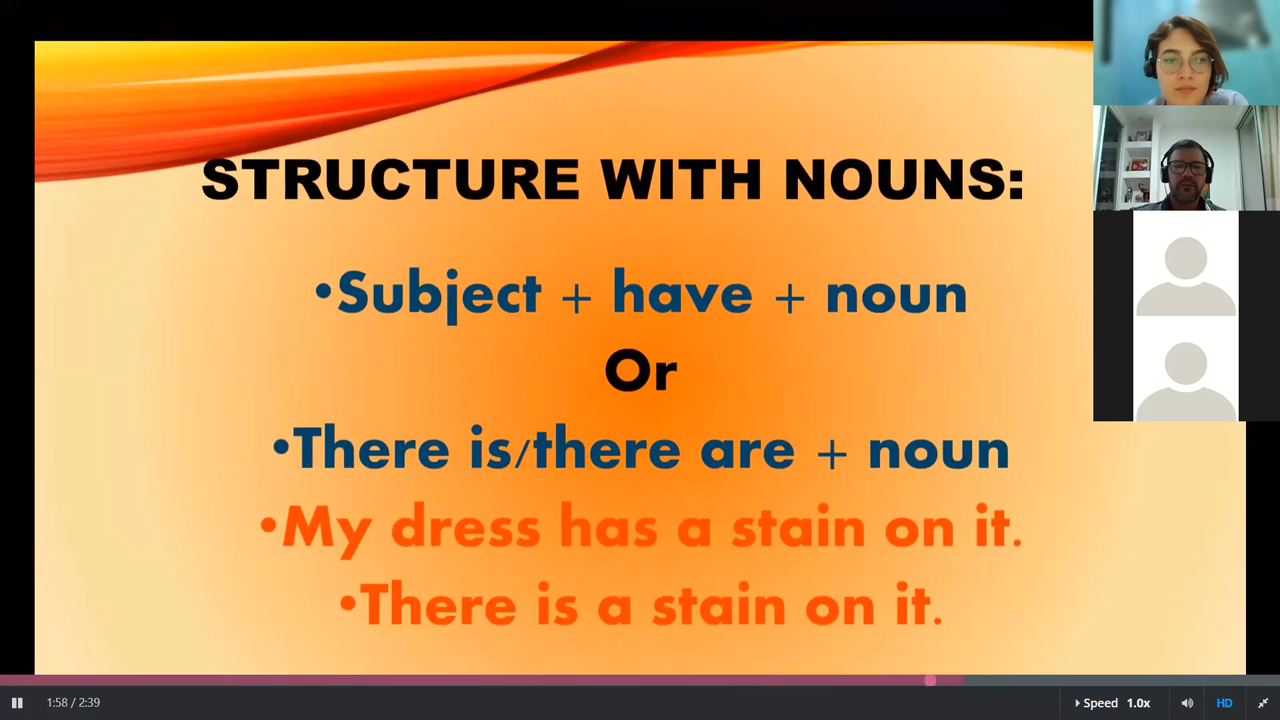 STRUCTURE WITH NOUNS:
•Subject + have + noun
Or
•There is/there are + noun
•My dress has a stain on it.
•There is a stain on it.
1:58 / 2:39
Speed 1.0x
HD